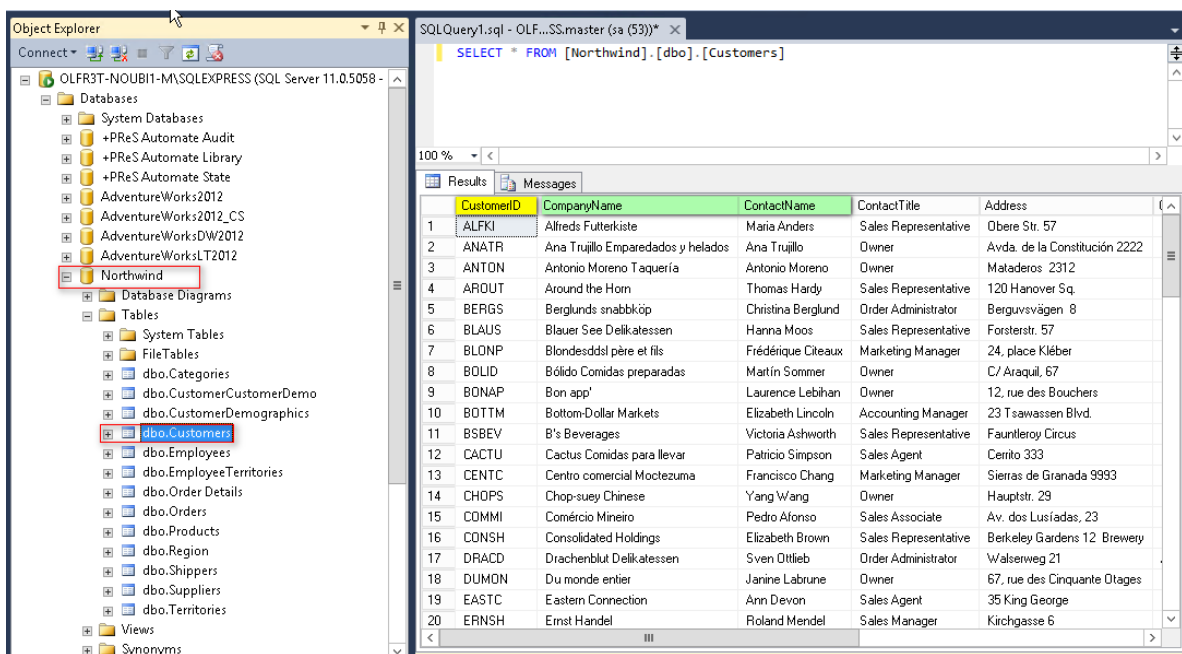 Object Explorer
Connect
OLFR3T-NOUBI1-M\SQLEXPRESS (SQL Server 11.0.5058 -
Databases
System Databases
+PReS Automate Audit
+PReS Automate Library
+PReS Automate State
AdventureWorks2012
AdventureWorks2012_CS
AdventureWorksDW2012
AdventureWorksLT2012
Northwind
Database Diagrams
Tables
System Tables
FileTables
dbo.Categories
dbo.CustomerCustomerDemo
dbo.CustomerDemographics
dbo.Customers
dbo.Employees
dbo.EmployeeTerritories
dbo.Order Details
dbo.Orders
dbo.Products
dbo.Region
dbo.Shippers
dbo.Suppliers
dbo.Territories
Views
Synonyms
SQLQuery1.sql - OLF...SS.master (sa (53))*
SELECT * FROM [Northwind].[dbo].[Customers]
100 %
Results Messages
CustomerID CompanyName ContactName ContactTitle Address
1 ALFKI Alfreds Futterkiste Maria Anders Sales Representative Obere Str. 57
2 ANATR Ana Trujillo Emparedados y helados Ana Trujillo Owner Avda. de la Constitución 2222
3 ANTON Antonio Moreno Taquería Antonio Moreno Owner Mataderos 2312
4 AROUT Around the Horn Thomas Hardy Sales Representative 120 Hanover Sq.
5 BERGS Berglunds snabbköp Christina Berglund Order Administrator Berguvsvägen 8
6 BLAUS Blauer See Delikatessen Hanna Moos Sales Representative Forsterstr. 57
7 BLONP Blondesddsl père et fils Frédérique Citeaux Marketing Manager 24, place Kléber
8 BOLID Bólido Comidas preparadas Martín Sommer Owner C/ Araquil, 67
9 BONAP Bon app' Laurence Lebihan Owner 12, rue des Bouchers
10 BOTTM Bottom-Dollar Markets Elizabeth Lincoln Accounting Manager 23 Tsawassen Blvd.
11 BSBEV B's Beverages Victoria Ashworth Sales Representative Fauntleroy Circus
12 CACTU Cactus Comidas para llevar Patricio Simpson Sales Agent Cerrito 333
13 CENTC Centro comercial Moctezuma Francisco Chang Marketing Manager Sierras de Granada 9993
14 CHOPS Chop-suey Chinese Yang Wang Owner Hauptstr. 29
15 COMMI Comércio Mineiro Pedro Afonso Sales Associate Av. dos Lusíadas, 23
16 CONSH Consolidated Holdings Elizabeth Brown Sales Representative Berkeley Gardens 12 Brewery
17 DRACD Drachenblut Delikatessen Sven Ottlieb Order Administrator Walserweg 21
18 DUMON Du monde entier Janine Labrune Owner 67, rue des Cinquante Otages
19 EASTC Eastern Connection Ann Devon Sales Agent 35 King George
20 ERNSH Ernst Handel Roland Mendel Sales Manager Kirchgasse 6